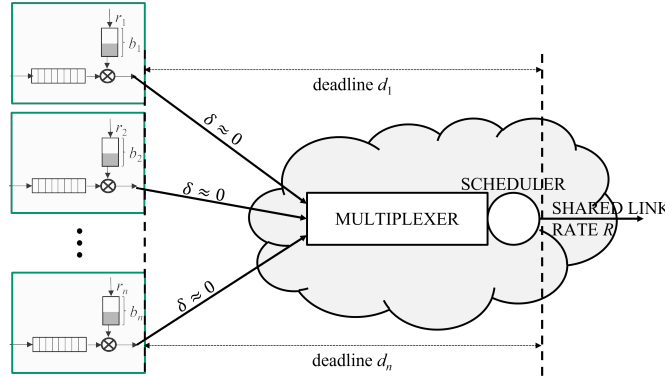 r₁
b₁
deadline d₁
δ ≈ 0
r₂
b₂
δ ≈ 0
SCHEDULER
MULTIPLEXER
SHARED LINK
RATE R
δ ≈ 0
rₙ
bₙ
deadline dₙ